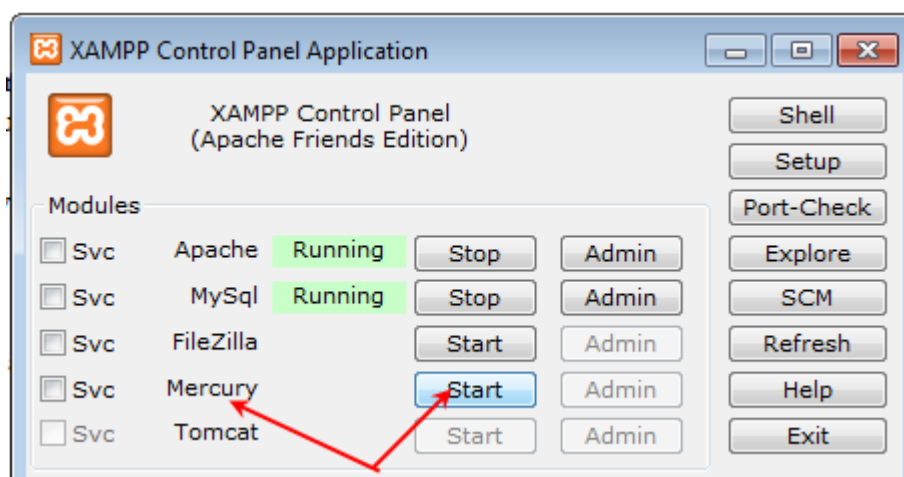 XAMPP Control Panel Application
XAMPP Control Panel
(Apache Friends Edition)
Shell
Setup
Modules Port-Check
Svc Apache Running Stop Admin Explore
Svc MySql Running Stop Admin SCM
Svc FileZilla Start Admin Refresh
Svc Mercury Start Admin Help
Svc Tomcat Start Admin Exit